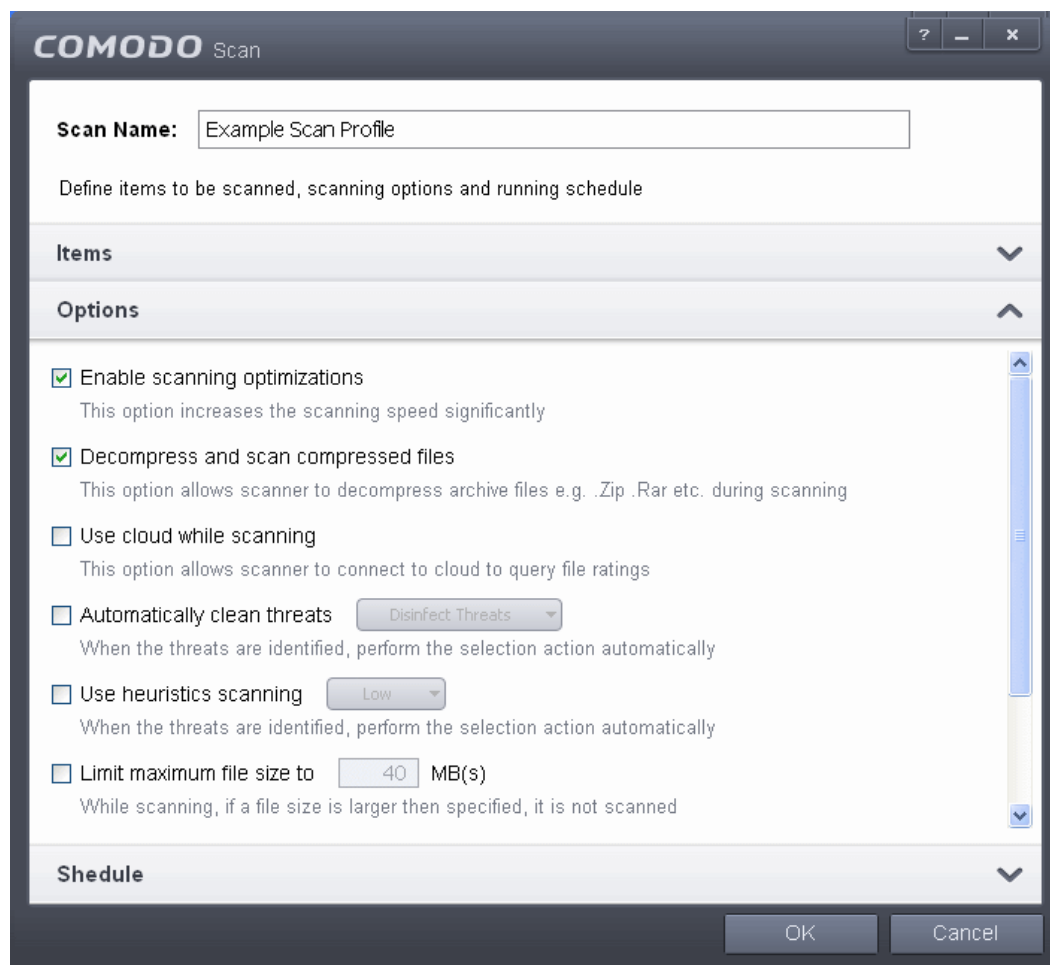 COMODO Scan
Scan Name: Example Scan Profile
Define items to be scanned, scanning options and running schedule
Items
Options
Enable scanning optimizations
This option increases the scanning speed significantly
Decompress and scan compressed files
This option allows scanner to decompress archive files e.g. .Zip .Rar etc. during scanning
Use cloud while scanning
This option allows scanner to connect to cloud to query file ratings
Automatically clean threats Disinfect Threats
When the threats are identified, perform the selection action automatically
Use heuristics scanning Low
When the threats are identified, perform the selection action automatically
Limit maximum file size to 40 MB(s)
While scanning, if a file size is larger then specified, it is not scanned
Shedule
OK Cancel